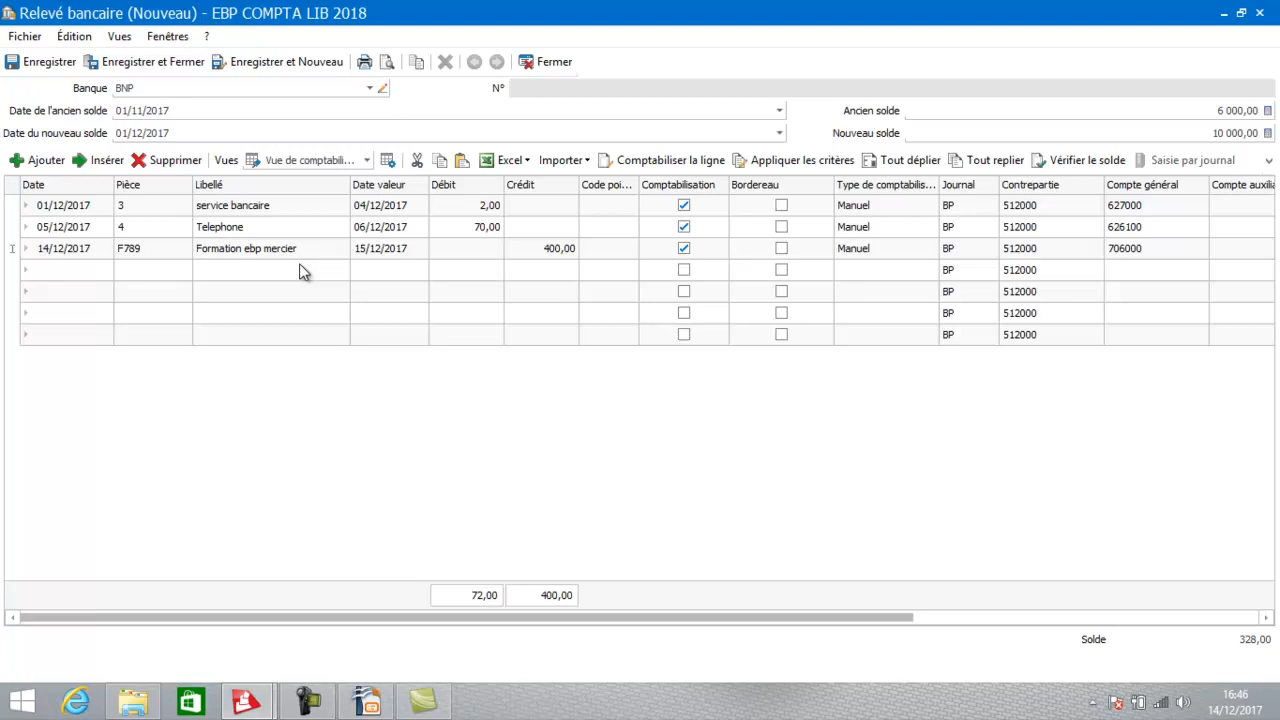 Relevé bancaire (Nouveau) - EBP COMPTA LIB 2018
Fichier Édition Vues Fenêtres ?
Enregistrer Enregistrer et Fermer Enregistrer et Nouveau Fermer
Banque BNP N°
Date de l'ancien solde 01/11/2017 Ancien solde 6 000,00
Date du nouveau solde 01/12/2017 Nouveau solde 10 000,00
Ajouter Insérer Supprimer Vues Vue de comptabili... Excel Importer Comptabiliser la ligne Appliquer les critères Tout déplier Tout replier Vérifier le solde Saisie par journal
Date Pièce Libellé Date valeur Débit Crédit Code poi... Comptabilisation Bordereau Type de comptabilis... Journal Contrepartie Compte général Compte auxilia
01/12/2017 3 service bancaire 04/12/2017 2,00 Manuel BP 512000 627000
05/12/2017 4 Telephone 06/12/2017 70,00 Manuel BP 512000 626100
14/12/2017 F789 Formation ebp mercier 15/12/2017 400,00 Manuel BP 512000 706000
BP 512000
BP 512000
BP 512000
BP 512000
72,00 400,00
Solde 328,00
16:46
14/12/2017